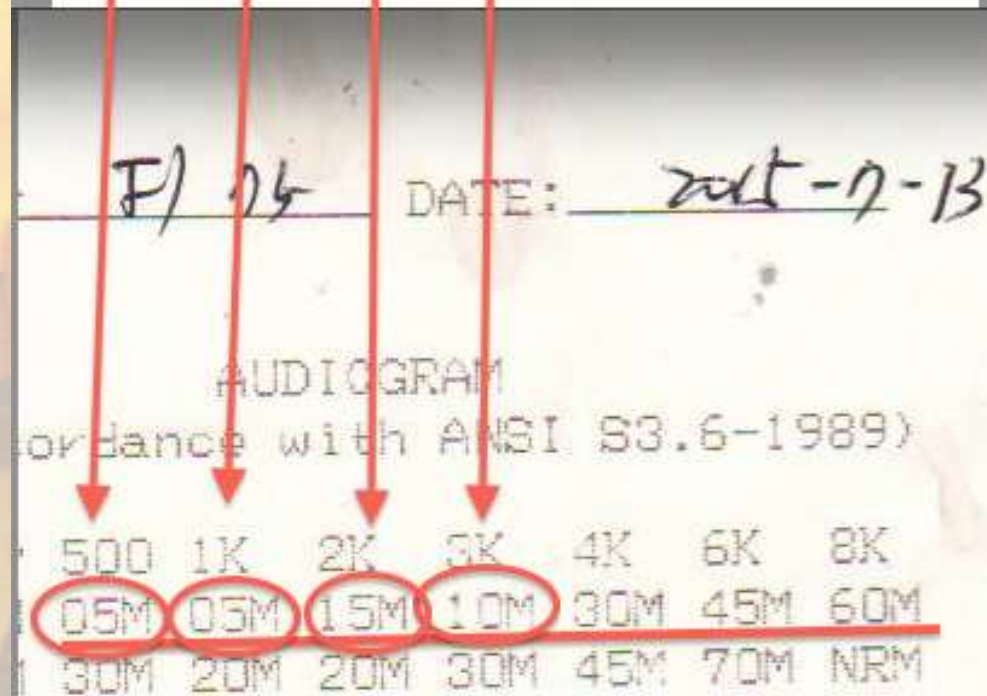 DATE: 2015-7-13
AUDIOGRAM
ordance with ANSI S3.6-1989)
500 1K 2K 3K 4K 6K 8K
05M 05M 15M 10M 30M 45M 60M
30M 20M 20M 30M 45M 70M NRM